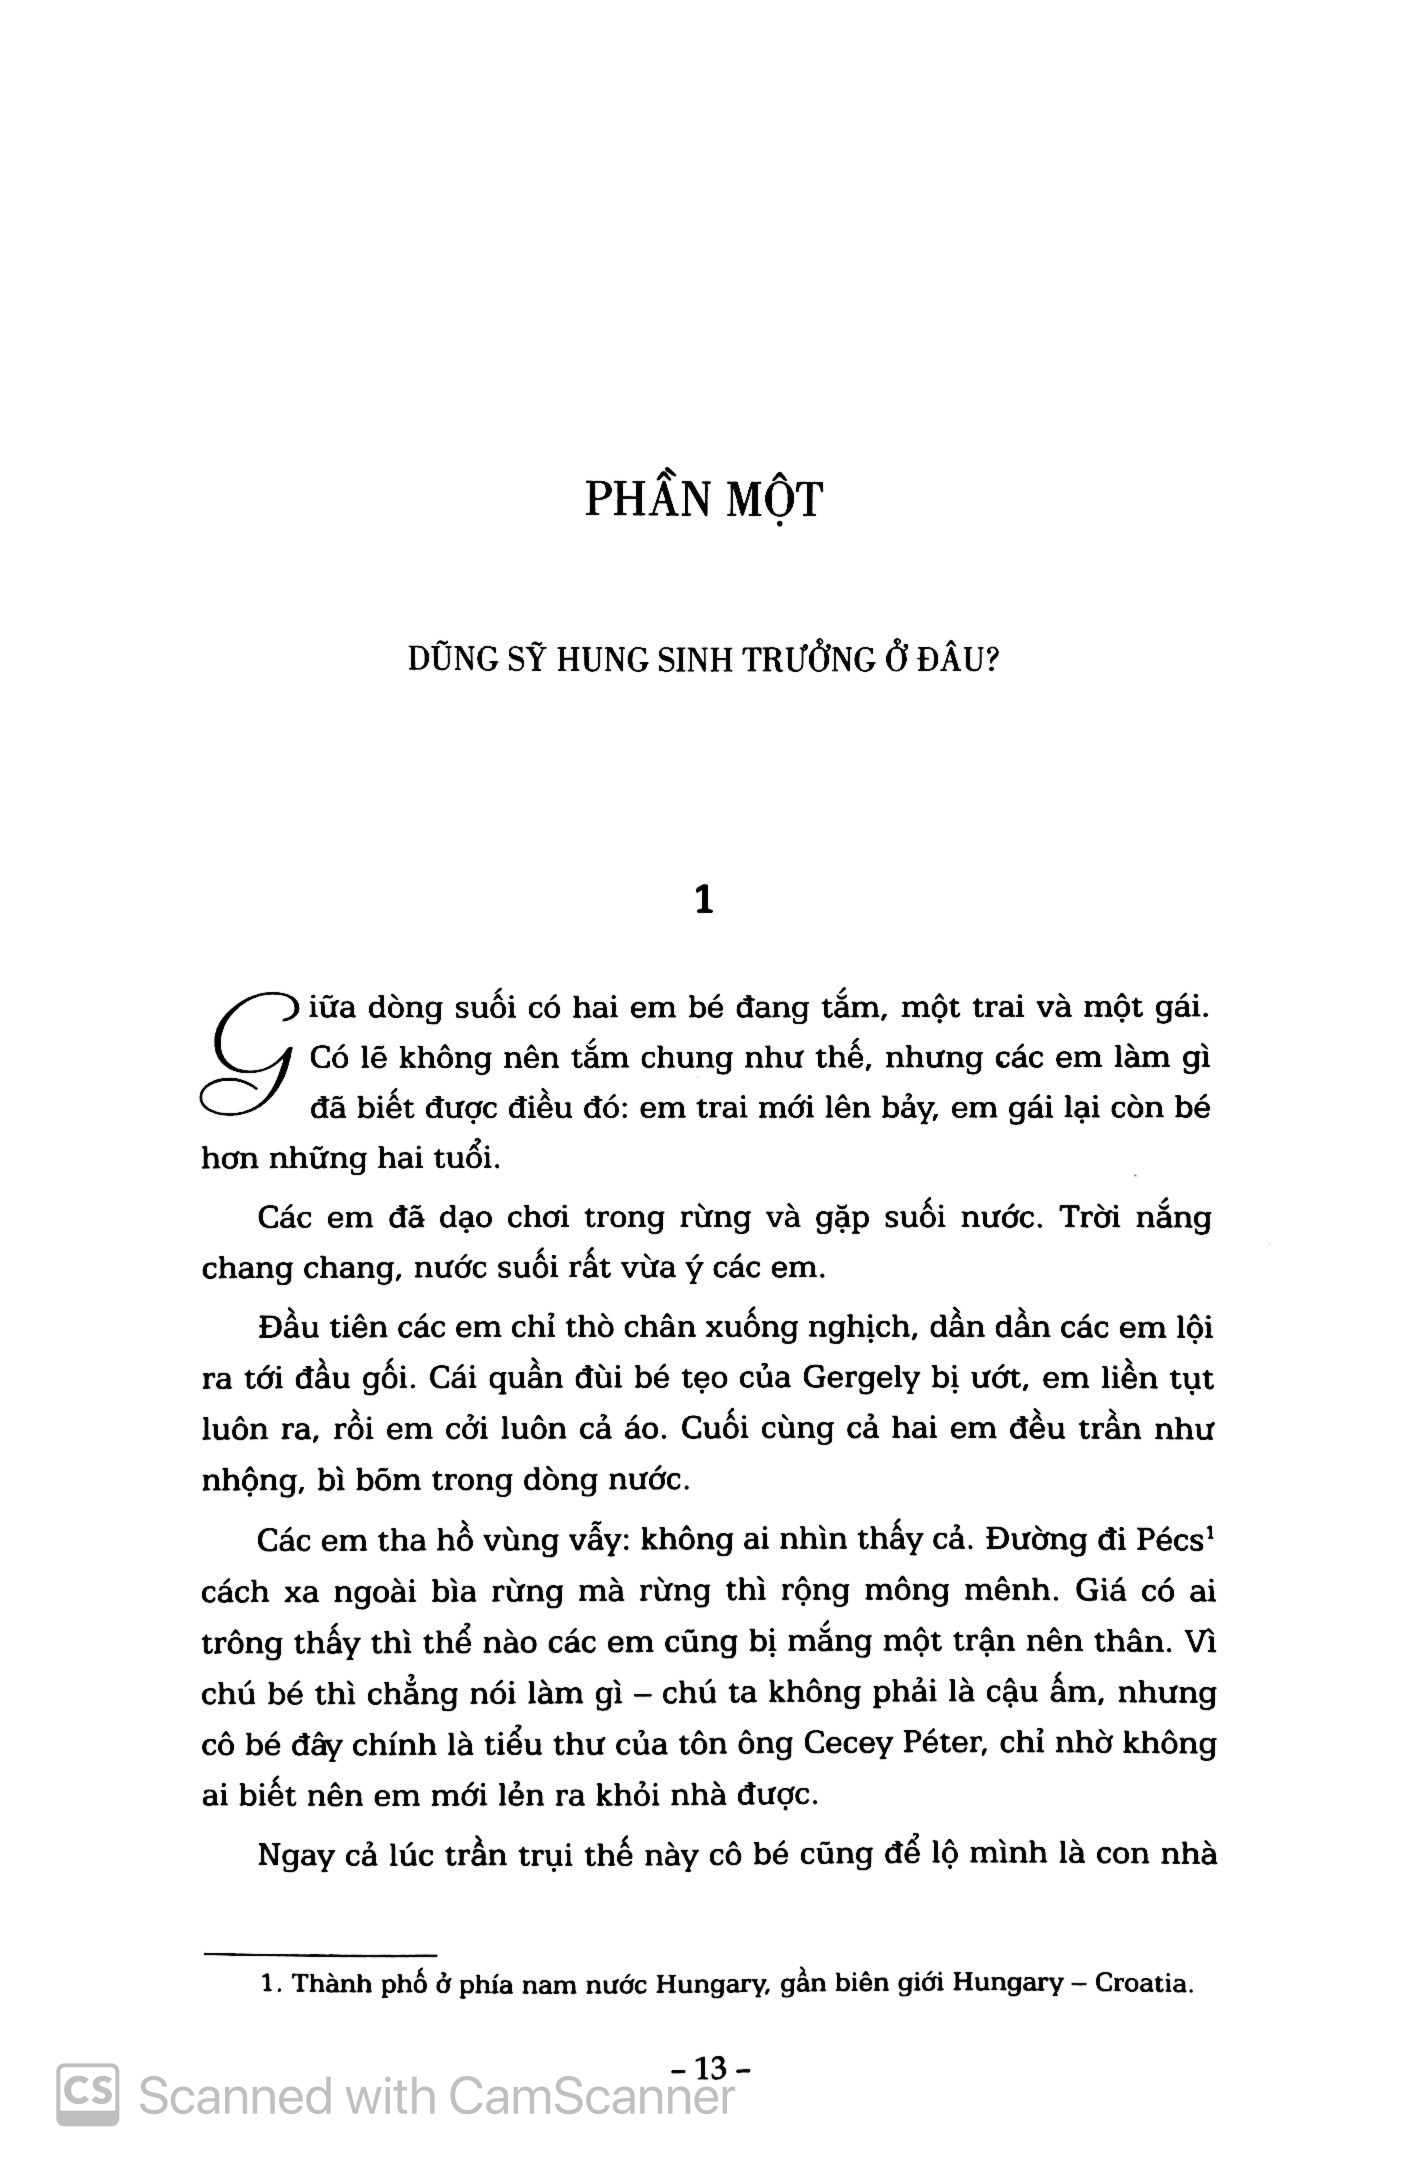 PHẦN MỘT
DŨNG SỸ HUNG SINH TRƯỞNG Ở ĐÂU?
1
Giữa dòng suối có hai em bé đang tắm, một trai và một gái.
Có lẽ không nên tắm chung như thế, nhưng các em làm gì
đã biết được điều đó: em trai mới lên bảy, em gái lại còn bé
hơn những hai tuổi.
Các em đã dạo chơi trong rừng và gặp suối nước. Trời nắng
chang chang, nước suối rất vừa ý các em.
Đầu tiên các em chỉ thò chân xuống nghịch, dần dần các em lội
ra tới đầu gối. Cái quần đùi bé tẹo của Gergely bị ướt, em liền tụt
luôn ra, rồi em cởi luôn cả áo. Cuối cùng cả hai em đều trần như
nhộng, bì bõm trong dòng nước.
Các em tha hồ vùng vẫy: không ai nhìn thấy cả. Đường đi Pécs¹
cách xa ngoài bìa rừng mà rừng thì rộng mông mênh. Giá có ai
trông thấy thì thể nào các em cũng bị mắng một trận nên thân. Vì
chú bé thì chẳng nói làm gì – chú ta không phải là cậu ấm, nhưng
cô bé đây chính là tiểu thư của tôn ông Cecey Péter, chỉ nhờ không
ai biết nên em mới lẻn ra khỏi nhà được.
Ngay cả lúc trần trụi thế này cô bé cũng để lộ mình là con nhà
1. Thành phố ở phía nam nước Hungary, gần biên giới Hungary – Croatia.
– 13 –
CS Scanned with CamScanner